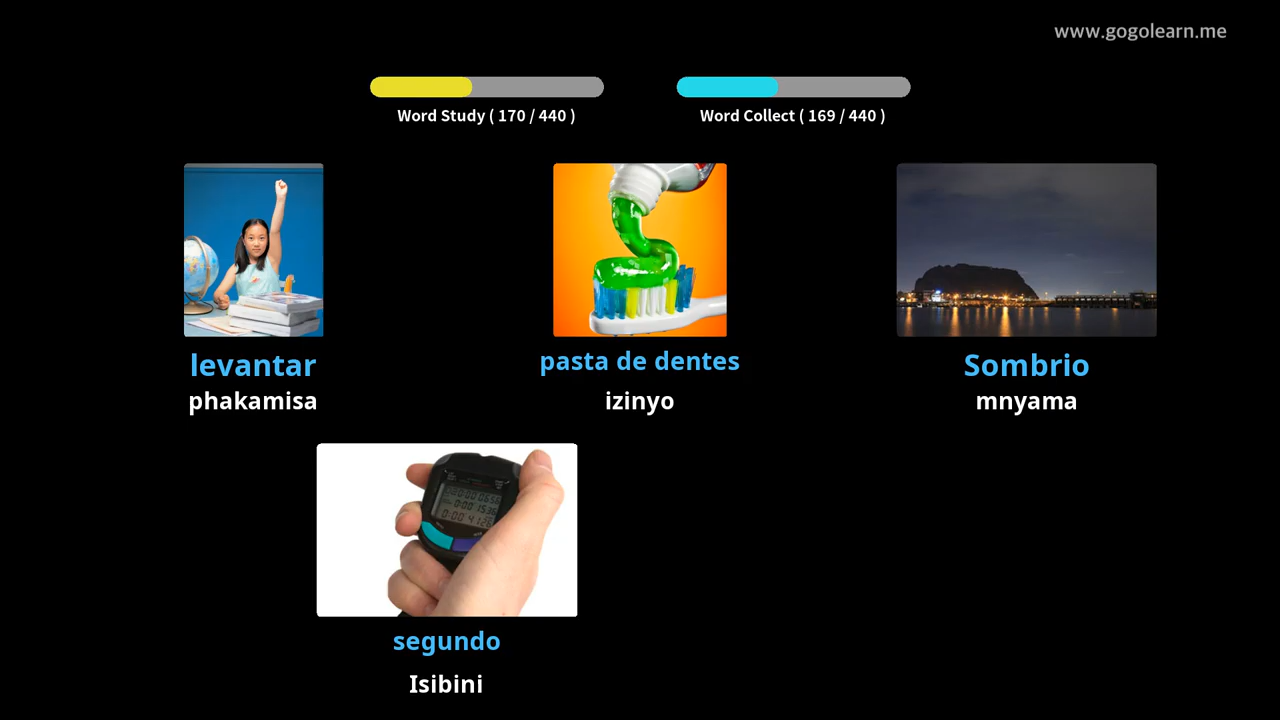 www.gogolearn.me
Word Study ( 170 / 440 )
Word Collect ( 169 / 440 )
levantar
phakamisa
pasta de dentes
izinyo
Sombrio
mnyama
segundo
Isibini